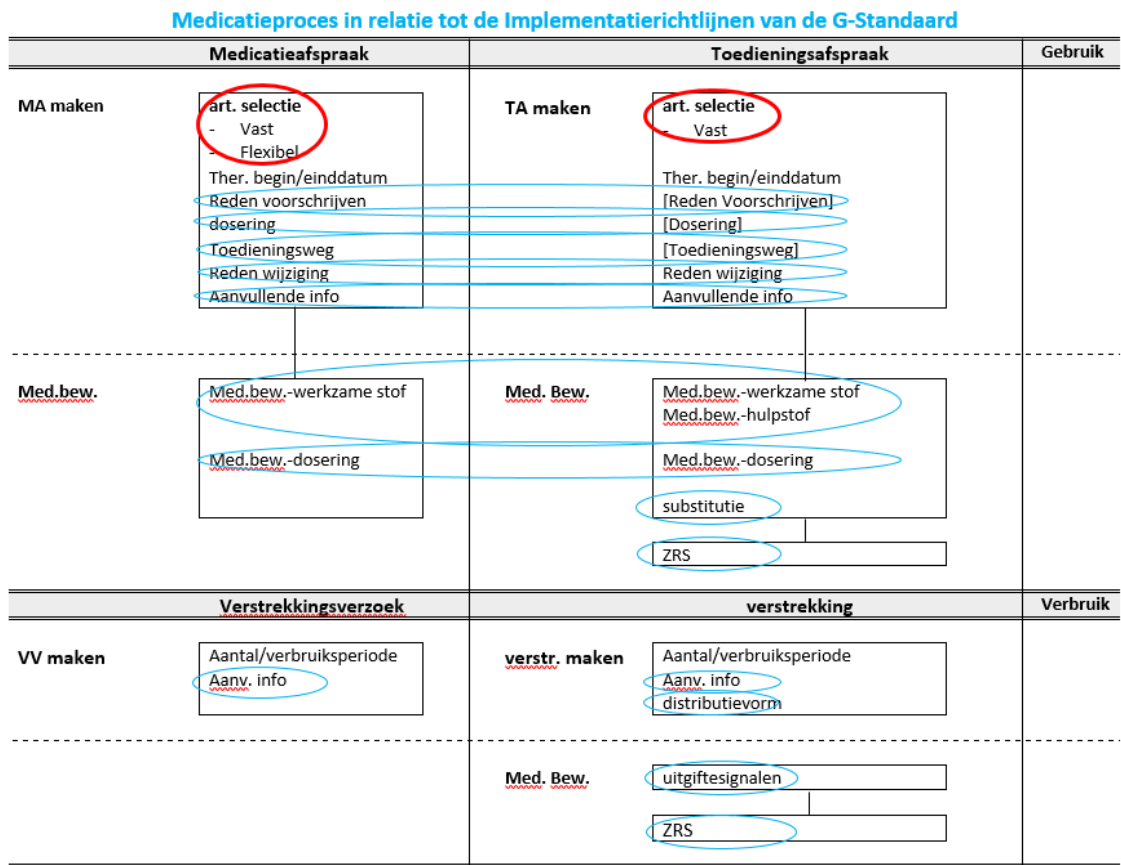 Medicatieproces in relatie tot de Implementatierichtlijnen van de G-Standaard
Medicatieafspraak
Toedieningsafspraak
Gebruik
MA maken
art. selectie
- Vast
- Flexibel
Ther. begin/einddatum
Reden voorschrijven
dosering
Toedieningsweg
Reden wijziging
Aanvullende info
TA maken
art. selectie
- Vast
Ther. begin/einddatum
[Reden Voorschrijven]
[Dosering]
[Toedieningsweg]
Reden wijziging
Aanvullende info
Med.bew.
Med.bew.-werkzame stof
Med.bew.-dosering
Med. Bew.
Med.bew.-werkzame stof
Med.bew.-hulpstof
Med.bew.-dosering
substitutie
ZRS
Verstrekkingsverzoek
verstrekking
Verbruik
VV maken
Aantal/verbruiksperiode
Aanv. info
verstr. maken
Aantal/verbruiksperiode
Aanv. info
distributievorm
Med. Bew.
uitgiftesignalen
ZRS